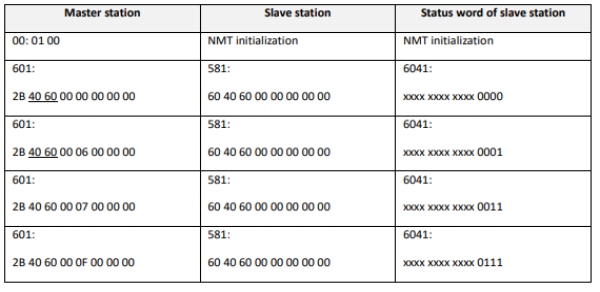 Master station Slave station Status word of slave station
00: 01 00 NMT initialization NMT initialization
601: 581: 6041:
2B 40 60 00 00 00 00 00 60 40 60 00 00 00 00 00 xxxx xxxx xxxx 0000
601: 581: 6041:
2B 40 60 00 06 00 00 00 60 40 60 00 00 00 00 00 xxxx xxxx xxxx 0001
601: 581: 6041:
2B 40 60 00 07 00 00 00 60 40 60 00 00 00 00 00 xxxx xxxx xxxx 0011
601: 581: 6041:
2B 40 60 00 0F 00 00 00 60 40 60 00 00 00 00 00 xxxx xxxx xxxx 0111